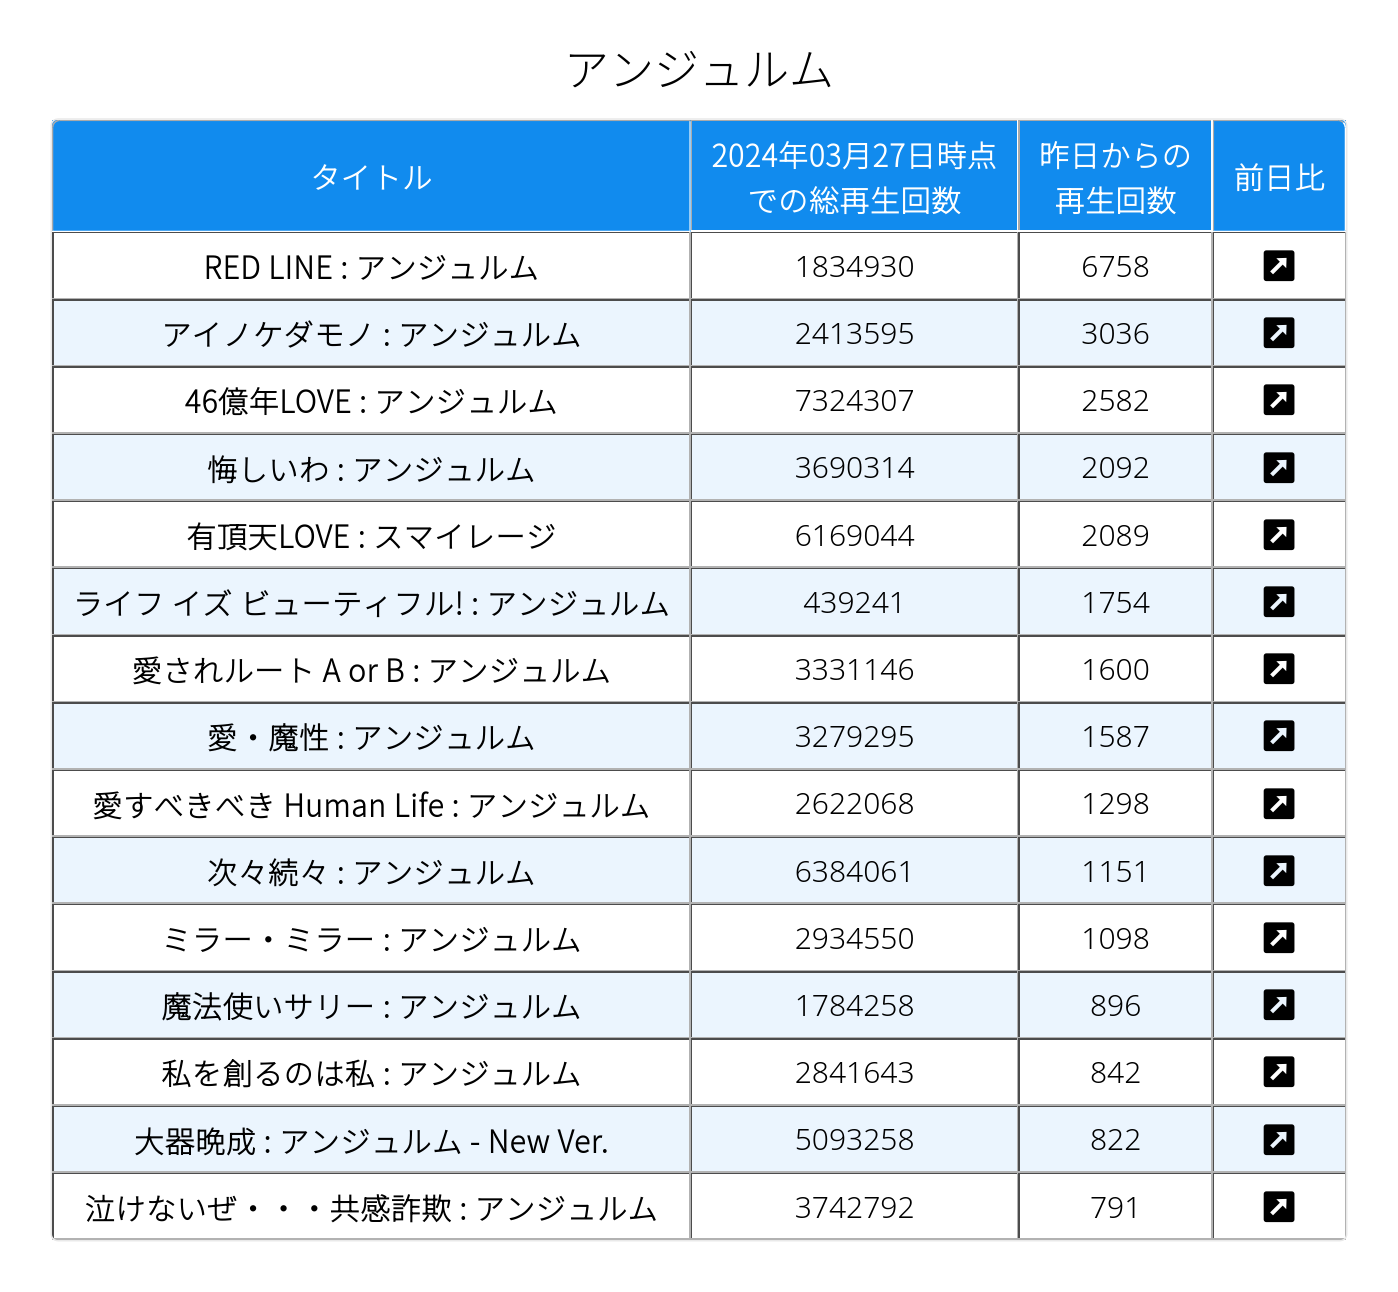 アンジュルム
タイトル 2024年03月27日時点での総再生回数 昨日からの再生回数 前日比
RED LINE : アンジュルム 1834930 6758
アイノケダモノ : アンジュルム 2413595 3036
46億年LOVE : アンジュルム 7324307 2582
悔しいわ : アンジュルム 3690314 2092
有頂天LOVE : スマイレージ 6169044 2089
ライフ イズ ビューティフル! : アンジュルム 439241 1754
愛されルート A or B : アンジュルム 3331146 1600
愛・魔性 : アンジュルム 3279295 1587
愛すべきべき Human Life : アンジュルム 2622068 1298
次々続々 : アンジュルム 6384061 1151
ミラー・ミラー : アンジュルム 2934550 1098
魔法使いサリー : アンジュルム 1784258 896
私を創るのは私 : アンジュルム 2841643 842
大器晩成 : アンジュルム - New Ver. 5093258 822
泣けないぜ・・・共感詐欺 : アンジュルム 3742792 791